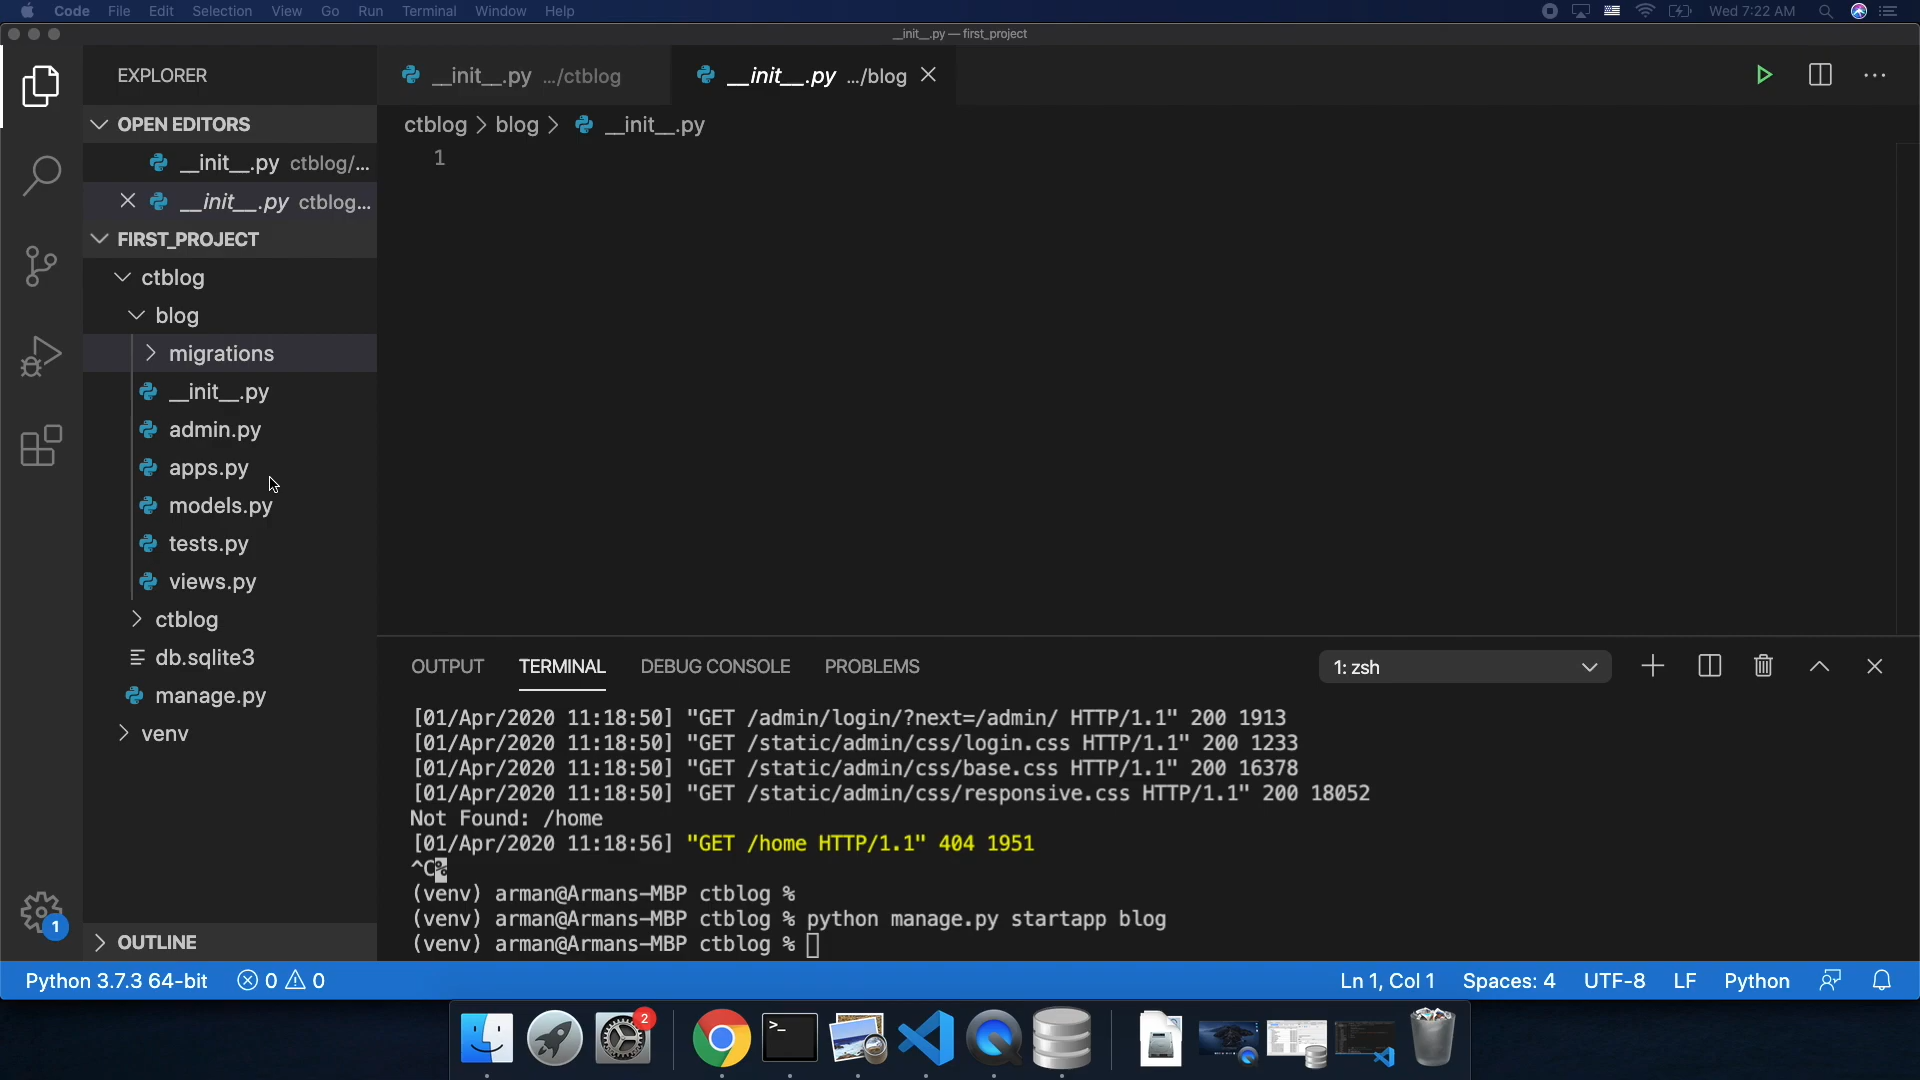 Code File Edit Selection View Go Run Terminal Window Help Wed 7:22 AM
__init__.py — first_project
EXPLORER
__init__.py .../ctblog
__init__.py .../blog
OPEN EDITORS
__init__.py ctblog/...
__init__.py ctblog...
ctblog > blog > __init__.py
1
FIRST_PROJECT
ctblog
blog
migrations
__init__.py
admin.py
apps.py
models.py
tests.py
views.py
ctblog
db.sqlite3
manage.py
venv
OUTLINE
OUTPUT TERMINAL DEBUG CONSOLE PROBLEMS 1: zsh
[01/Apr/2020 11:18:50] "GET /admin/login/?next=/admin/ HTTP/1.1" 200 1913
[01/Apr/2020 11:18:50] "GET /static/admin/css/login.css HTTP/1.1" 200 1233
[01/Apr/2020 11:18:50] "GET /static/admin/css/base.css HTTP/1.1" 200 16378
[01/Apr/2020 11:18:50] "GET /static/admin/css/responsive.css HTTP/1.1" 200 18052
Not Found: /home
[01/Apr/2020 11:18:56] "GET /home HTTP/1.1" 404 1951
^C%
(venv) arman@Armans-MBP ctblog %
(venv) arman@Armans-MBP ctblog % python manage.py startapp blog
(venv) arman@Armans-MBP ctblog %
1
Python 3.7.3 64-bit 0 0 Ln 1, Col 1 Spaces: 4 UTF-8 LF Python
2